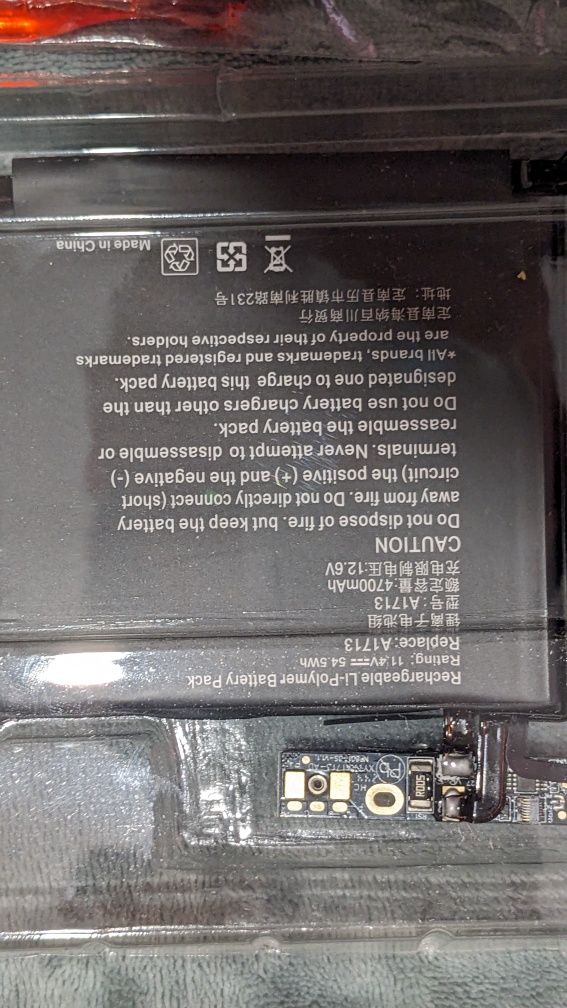 Rechargeable Li-Polymer Battery Pack
Rating: 11.4V 54.5Wh
Replace: A1713
锂离子电池组
型号: A1713
额定容量:4700mAh
充电限制电压:12.6V
CAUTION
Do not dispose of fire. but keep the battery
away from fire. Do not directly connect (short
circuit) the positive (+) and the negative (-)
terminals. Never attempt to disassemble or
reassemble the battery pack.
Do not use battery chargers other than the
designated one to charge this battery pack.
*All brands, trademarks and registered trademarks
are the property of their respective holders.
定南县海纳百川商贸行
地址: 定南县历市镇胜利南路231号
Made in China
R005
Pb